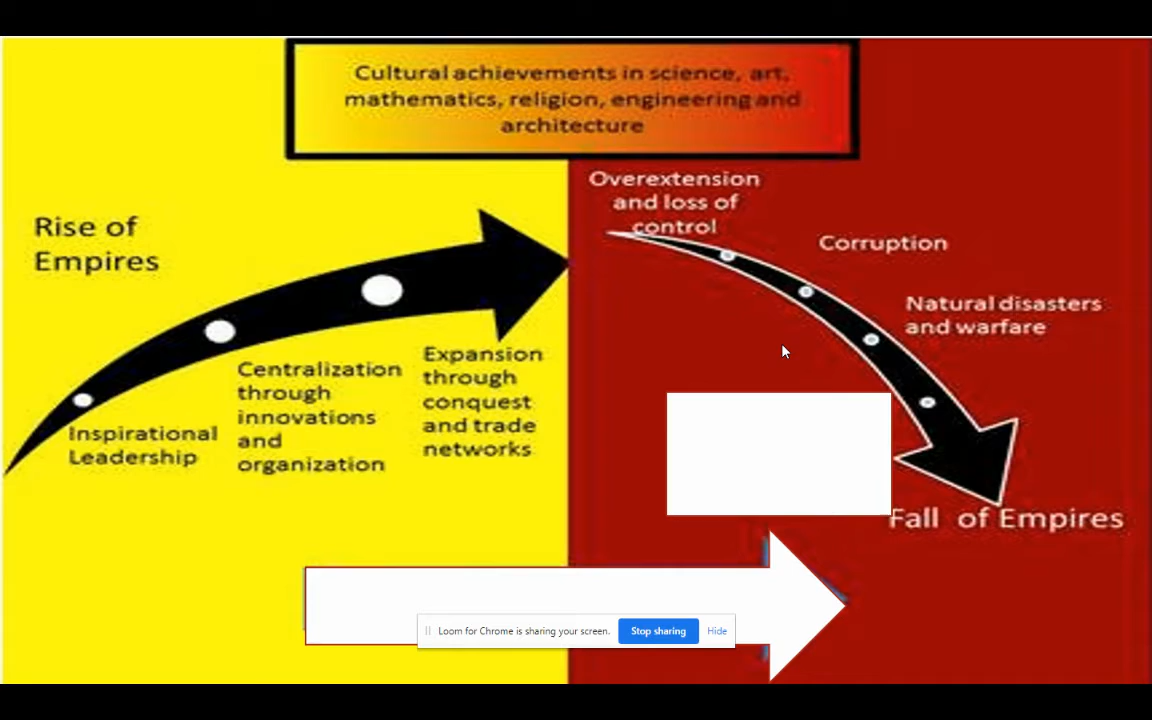 Cultural achievements in science, art,
mathematics, religion, engineering and
architecture
Rise of
Empires
Inspirational
Leadership
Centralization
through
innovations
and
organization
Expansion
through
conquest
and trade
networks
Overextension
and loss of
control
Corruption
Natural disasters
and warfare
Fall of Empires
Loom for Chrome is sharing your screen.
Stop sharing
Hide